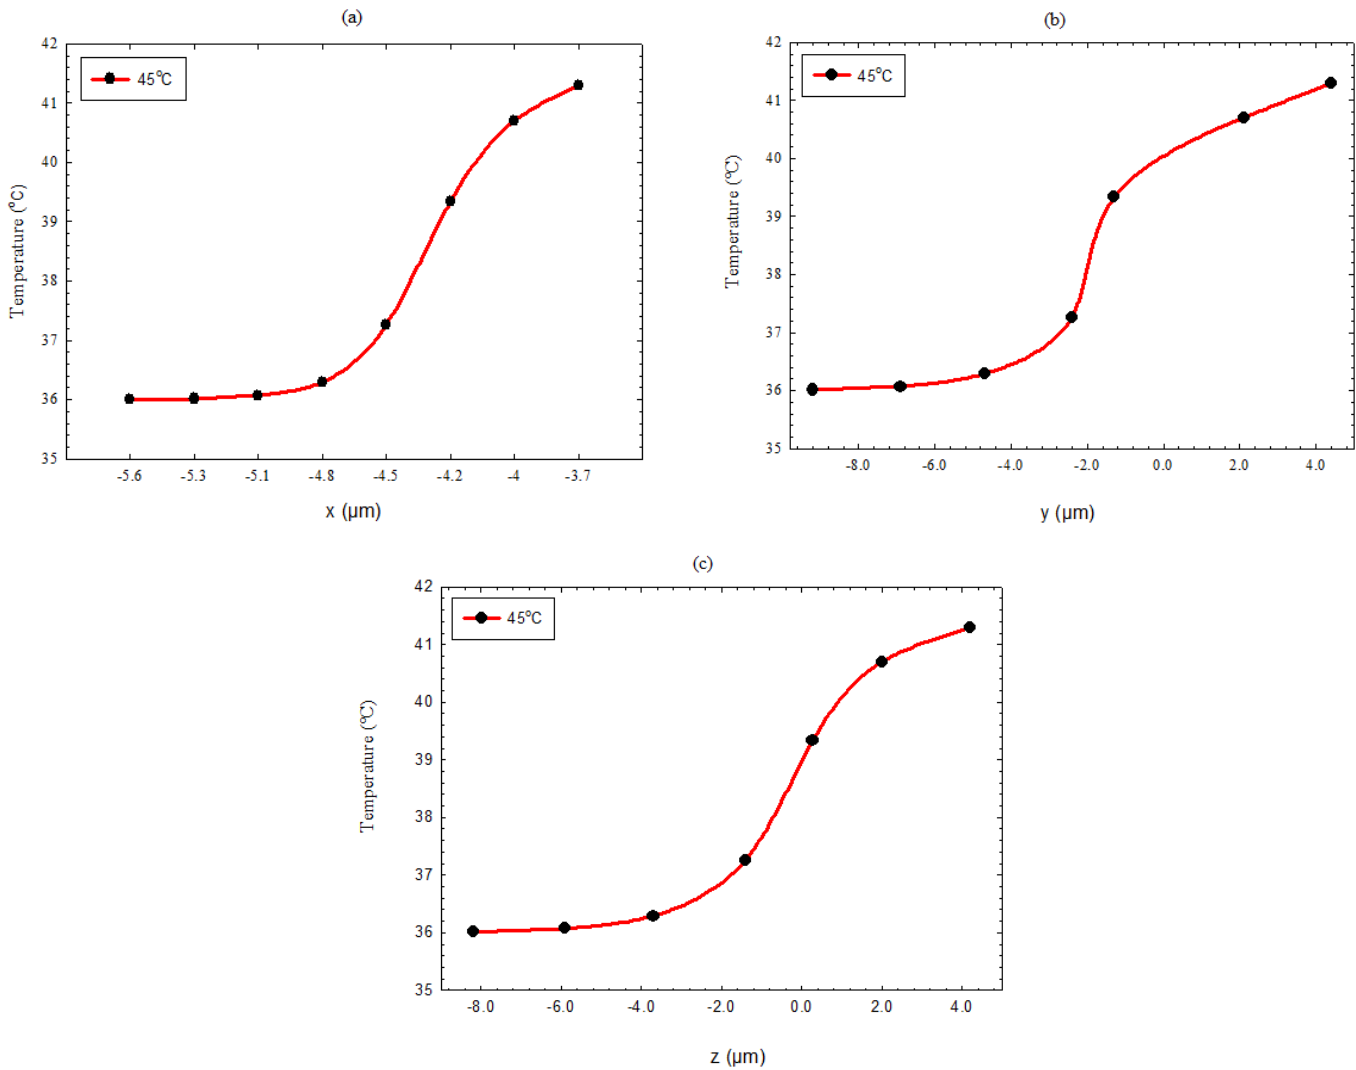 (a)
42
41
40
39
38
37
36
35
45°C
Temperature (°C)
-5.6 -5.3 -5.1 -4.8 -4.5 -4.2 -4 -3.7
x (µm)
(b)
42
41
40
39
38
37
36
35
45°C
Temperature (°C)
-8.0 -6.0 -4.0 -2.0 0.0 2.0 4.0
y (µm)
(c)
42
41
40
39
38
37
36
35
45°C
Temperature (°C)
-8.0 -6.0 -4.0 -2.0 0.0 2.0 4.0
z (µm)